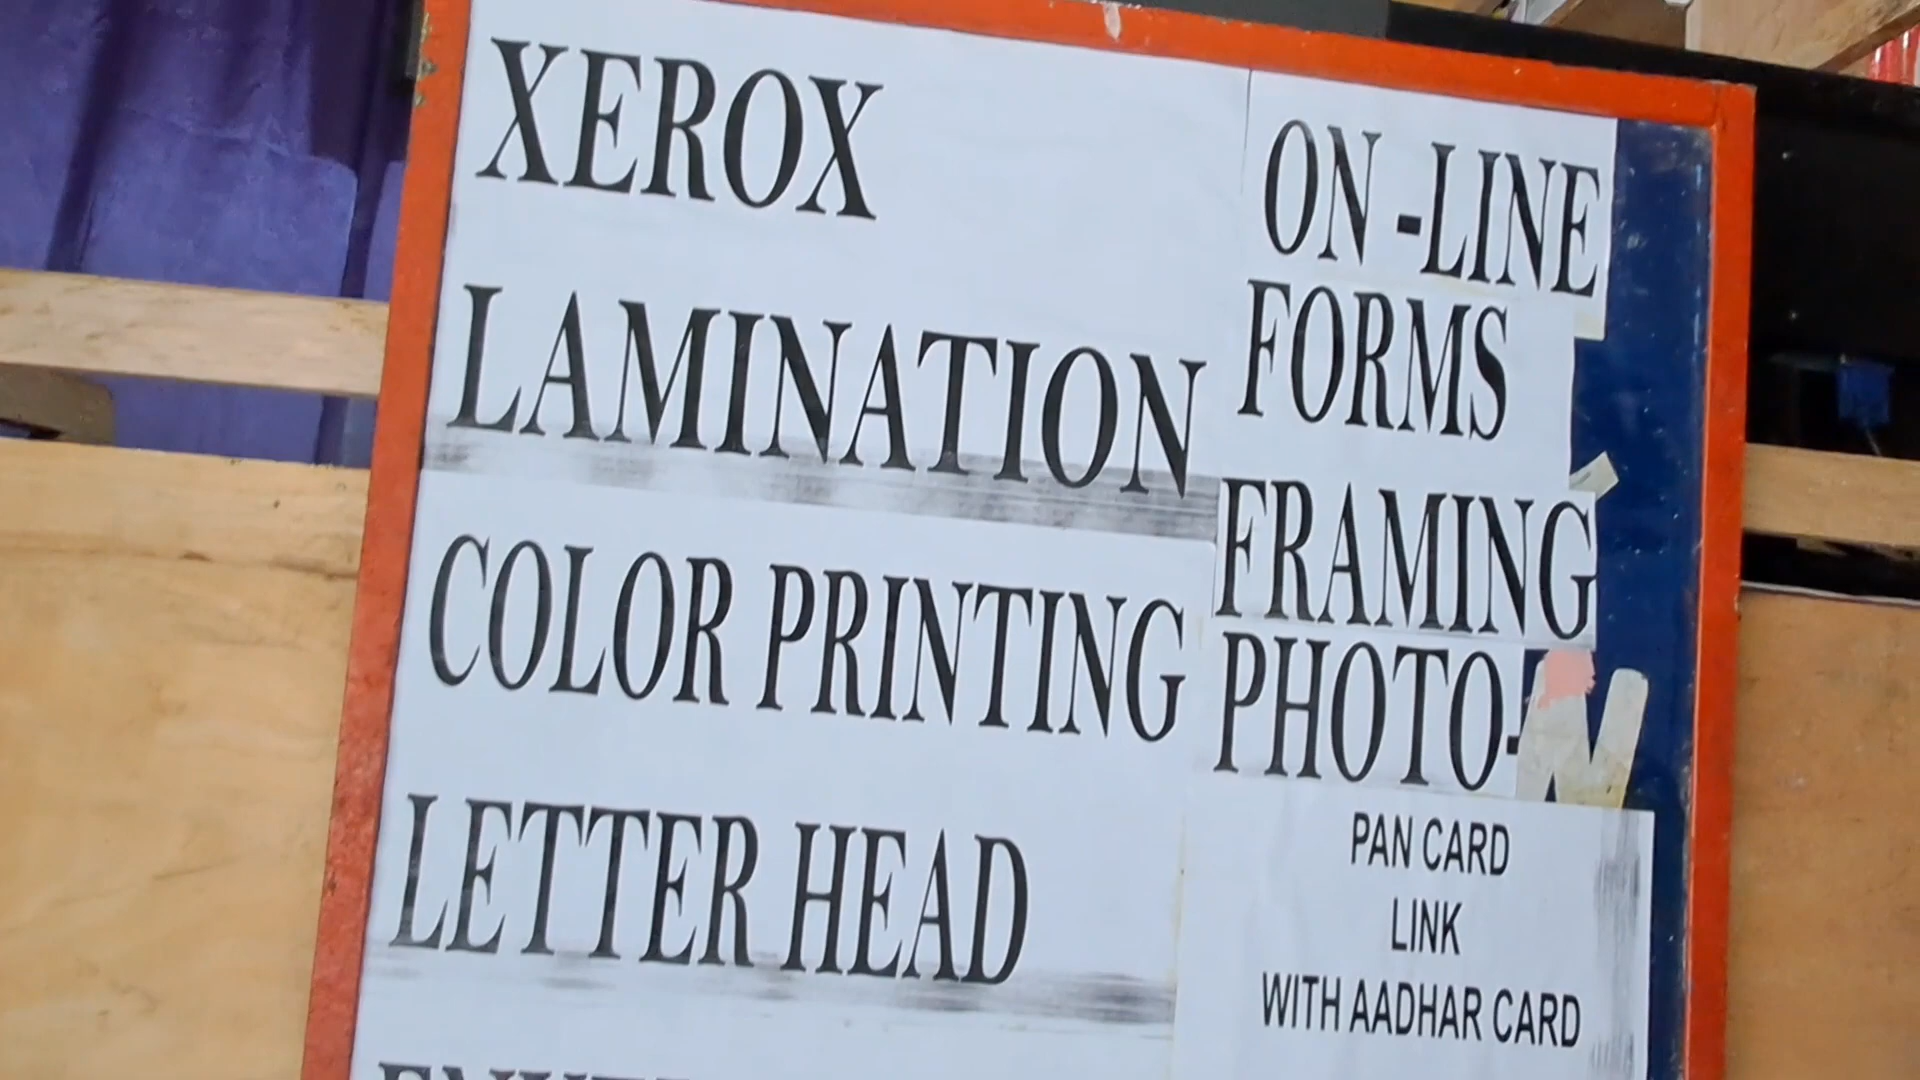 XEROX
LAMINATION
COLOR PRINTING
LETTER HEAD
ON -LINE
FORMS
FRAMING
PHOTO-
PAN CARD
LINK
WITH AADHAR CARD